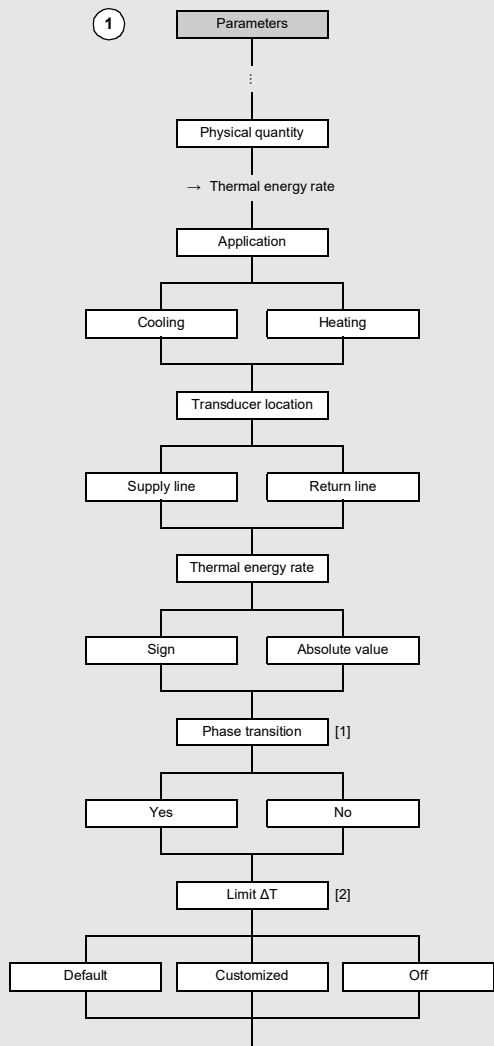 1
Parameters
⋮
Physical quantity
→ Thermal energy rate
Application
Cooling
Heating
Transducer location
Supply line
Return line
Thermal energy rate
Sign
Absolute value
Phase transition [1]
Yes
No
Limit ΔT [2]
Default
Customized
Off